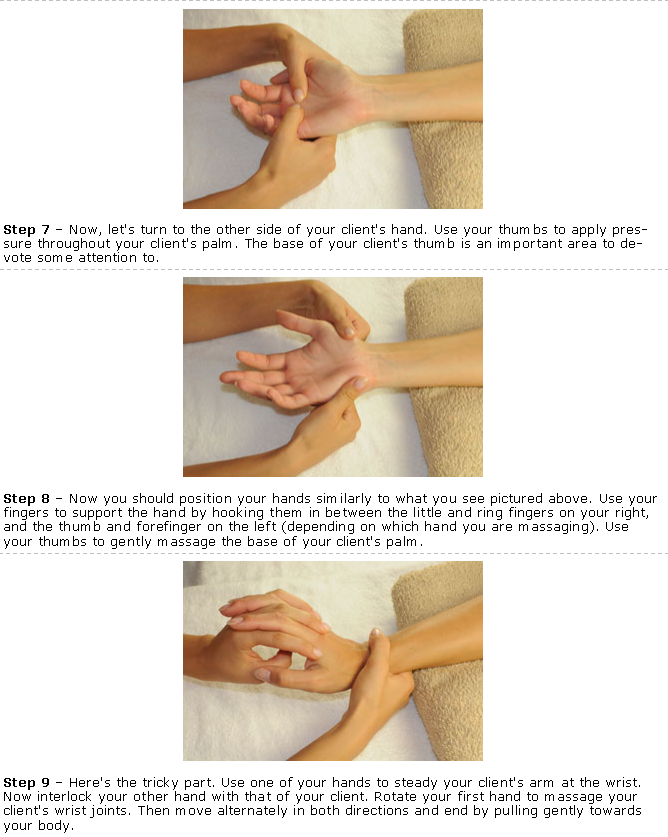 Step 7 – Now, let's turn to the other side of your client's hand. Use your thumbs to apply pres-
sure throughout your client's palm. The base of your client's thumb is an important area to de-
vote some attention to.
Step 8 – Now you should position your hands similarly to what you see pictured above. Use your
fingers to support the hand by hooking them in between the little and ring fingers on your right,
and the thumb and forefinger on the left (depending on which hand you are massaging). Use
your thumbs to gently massage the base of your client's palm.
Step 9 – Here's the tricky part. Use one of your hands to steady your client's arm at the wrist.
Now interlock your other hand with that of your client. Rotate your first hand to massage your
client's wrist joints. Then move alternately in both directions and end by pulling gently towards
your body.